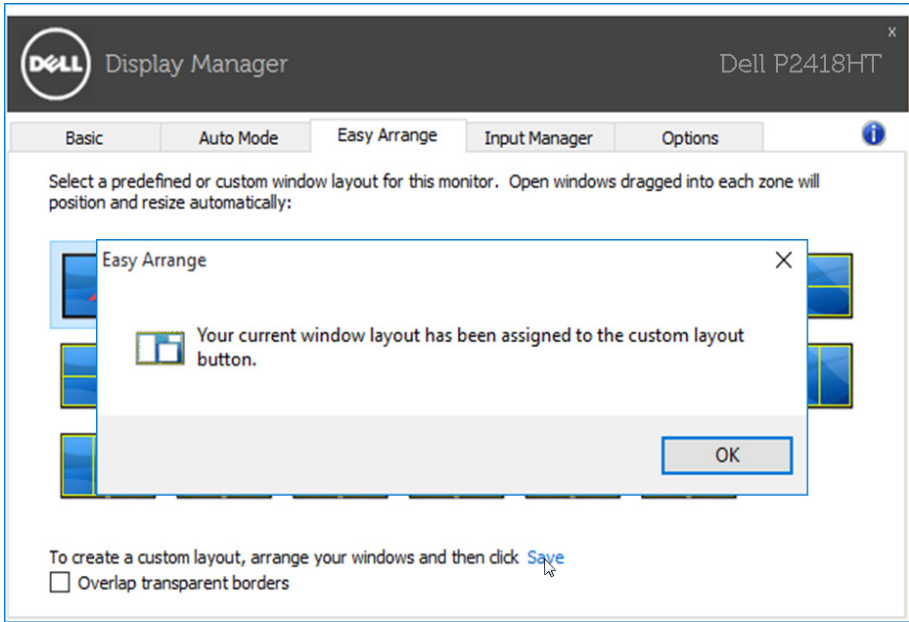 DELL Display Manager
x
Dell P2418HT
Basic Auto Mode Easy Arrange Input Manager Options
Select a predefined or custom window layout for this monitor. Open windows dragged into each zone will
position and resize automatically:
Easy Arrange
Your current window layout has been assigned to the custom layout
button.
OK
To create a custom layout, arrange your windows and then click Save
Overlap transparent borders